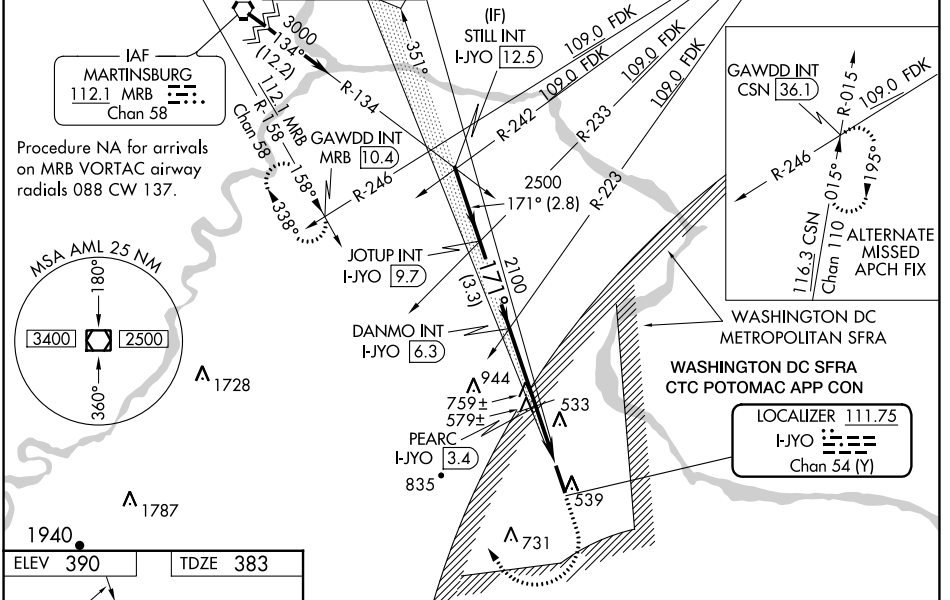 (IF)
STILL INT
I-JYO 12.5
IAF
MARTINSBURG
112.1 MRB
Chan 58
Procedure NA for arrivals
on MRB VORTAC airway
radials 088 CW 137.
3000
134°
(12.2)
R-134
112.1 MRB
R-158
Chan 58
158°
338°
351°
GAWDD INT
MRB 10.4
R-246
109.0 FDK
109.0 FDK
109.0 FDK
109.0 FDK
R-242
R-233
R-223
2500
171° (2.8)
JOTUP INT
I-JYO 9.7
171°
2100
(3.3)
DANMO INT
I-JYO 6.3
GAWDD INT
CSN 36.1
R-015
109.0 FDK
R-246
015°
195°
116.3 CSN
Chan 110
ALTERNATE
MISSED
APCH FIX
WASHINGTON DC
METROPOLITAN SFRA
WASHINGTON DC SFRA
CTC POTOMAC APP CON
LOCALIZER 111.75
I-JYO
Chan 54 (Y)
MSA AML 25 NM
180°
3400
2500
360°
1728
944
759±
579±
533
PEARC
I-JYO 3.4
835
539
731
1787
1940
ELEV 390
TDZE 383